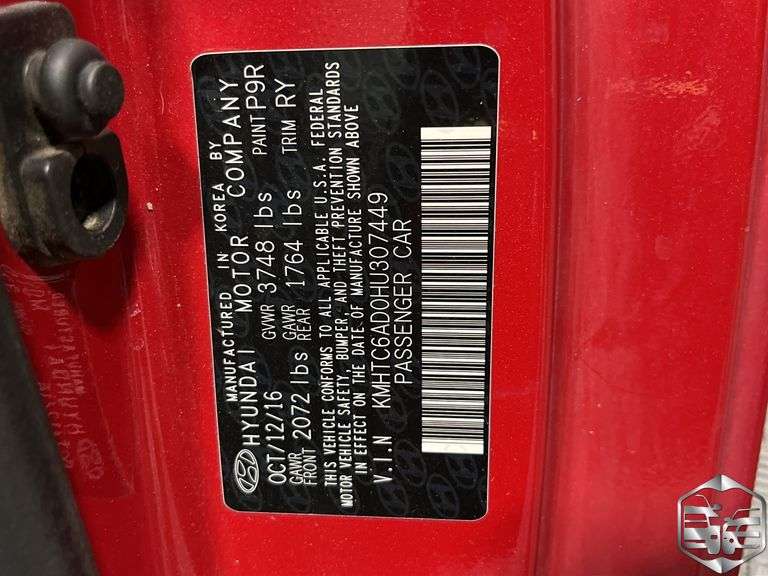 MANUFACTURED IN KOREA BY
HYUNDAI MOTOR COMPANY
OCT/12/16 GVWR 3748 lbs PAINT P9R
GAWR FRONT 2072 lbs GAWR REAR 1764 lbs TRIM RY
THIS VEHICLE CONFORMS TO ALL APPLICABLE U.S.A. FEDERAL
MOTOR VEHICLE SAFETY, BUMPER, AND THEFT PREVENTION STANDARDS
IN EFFECT ON THE DATE OF MANUFACTURE SHOWN ABOVE
V.I.N KMHTC6AD0HU307449
PASSENGER CAR